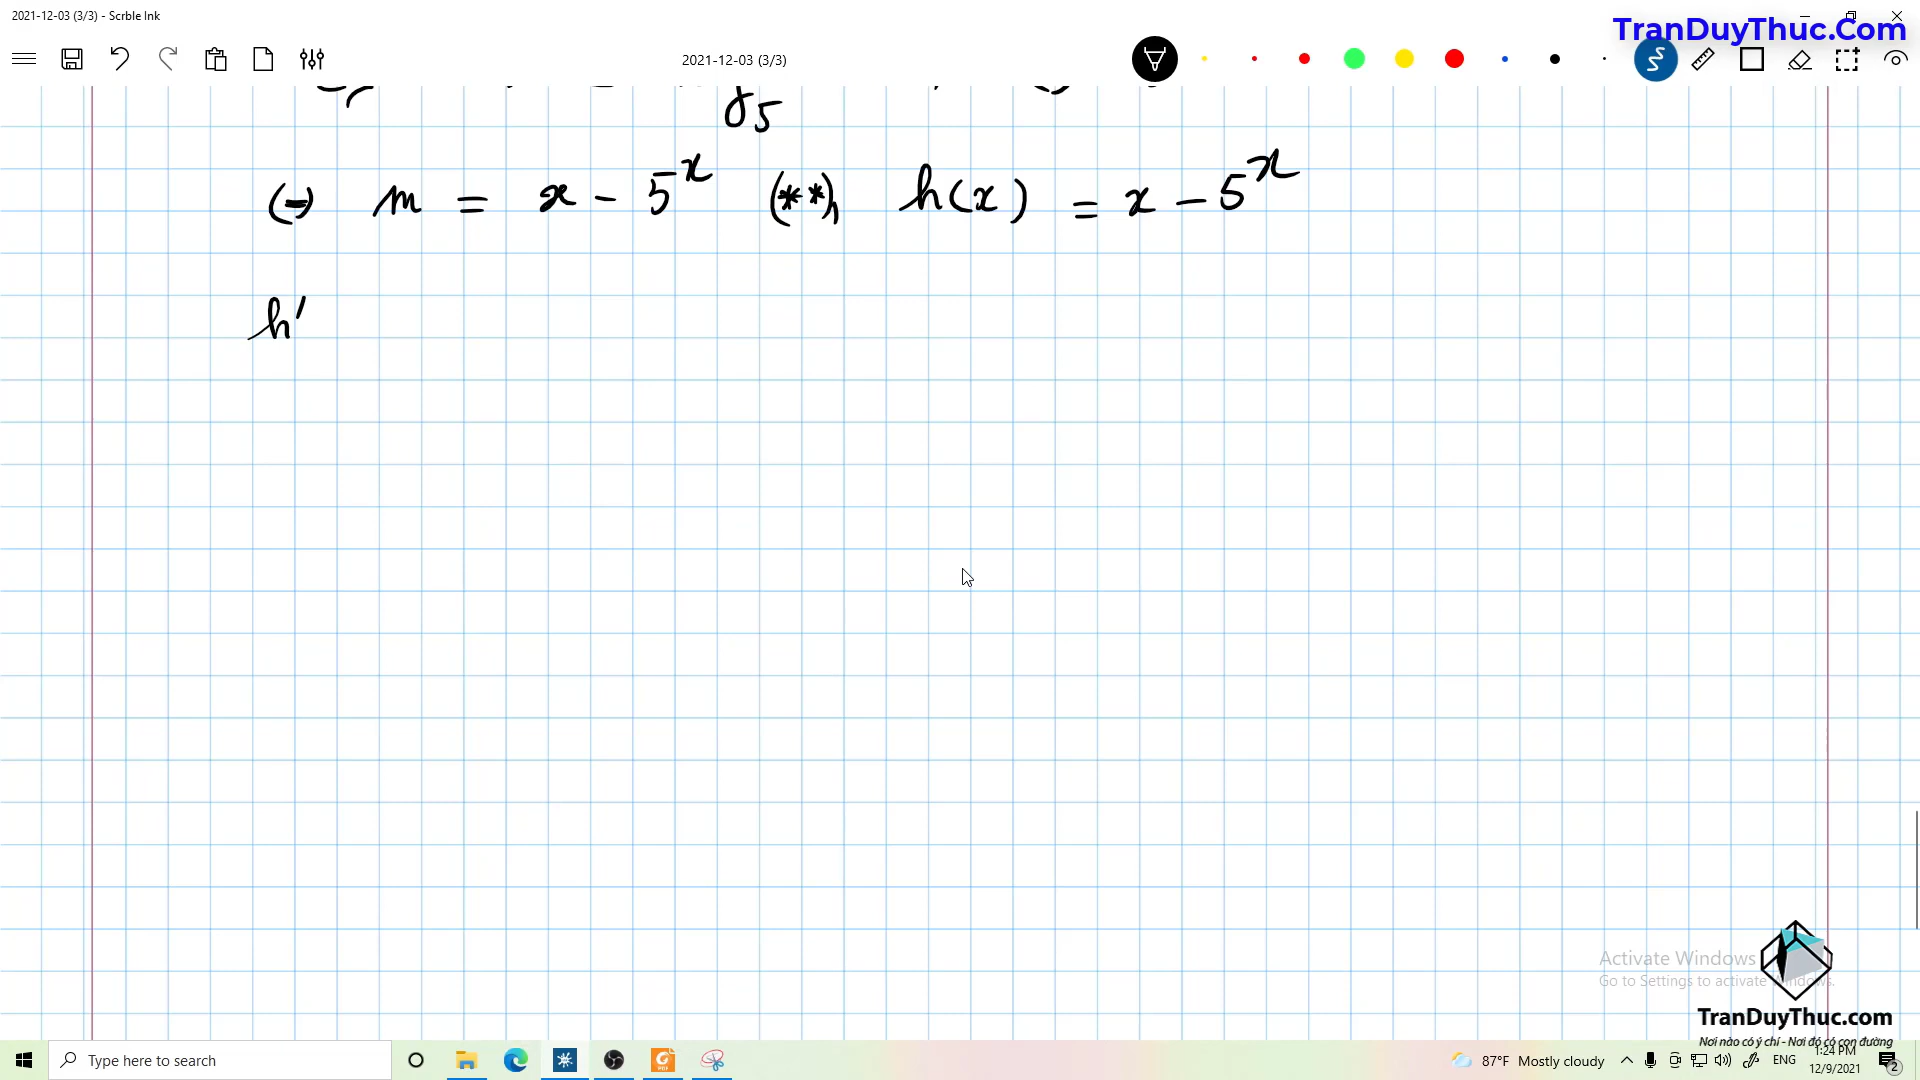 2021-12-03 (3/3) - Scrble Ink
TranDuyThuc.Com
2021-12-03 (3/3)
5
(=) m = x - 5^x (**), h(x) = x - 5^x
h'
Activate Windows
Go to Settings to activate Windows.
TranDuyThuc.com
Nơi nào có ý chí - Nơi đó có con đường
Type here to search
87°F Mostly cloudy
ENG
1:24 PM
12/9/2021
2